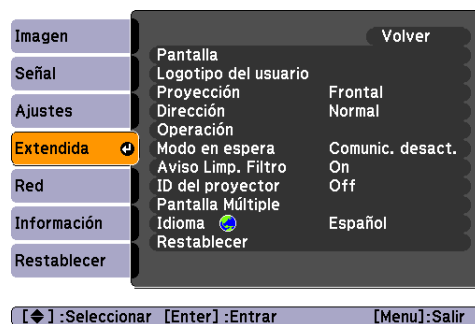 Imagen
Señal
Ajustes
Extendida
Red
Información
Restablecer
Volver
Pantalla
Logotipo del usuario
Proyección Frontal
Dirección Normal
Operación
Modo en espera Comunic. desact.
Aviso Limp. Filtro On
ID del proyector Off
Pantalla Múltiple
Idioma Español
Restablecer
[◆] :Seleccionar [Enter] :Entrar [Menu]:Salir